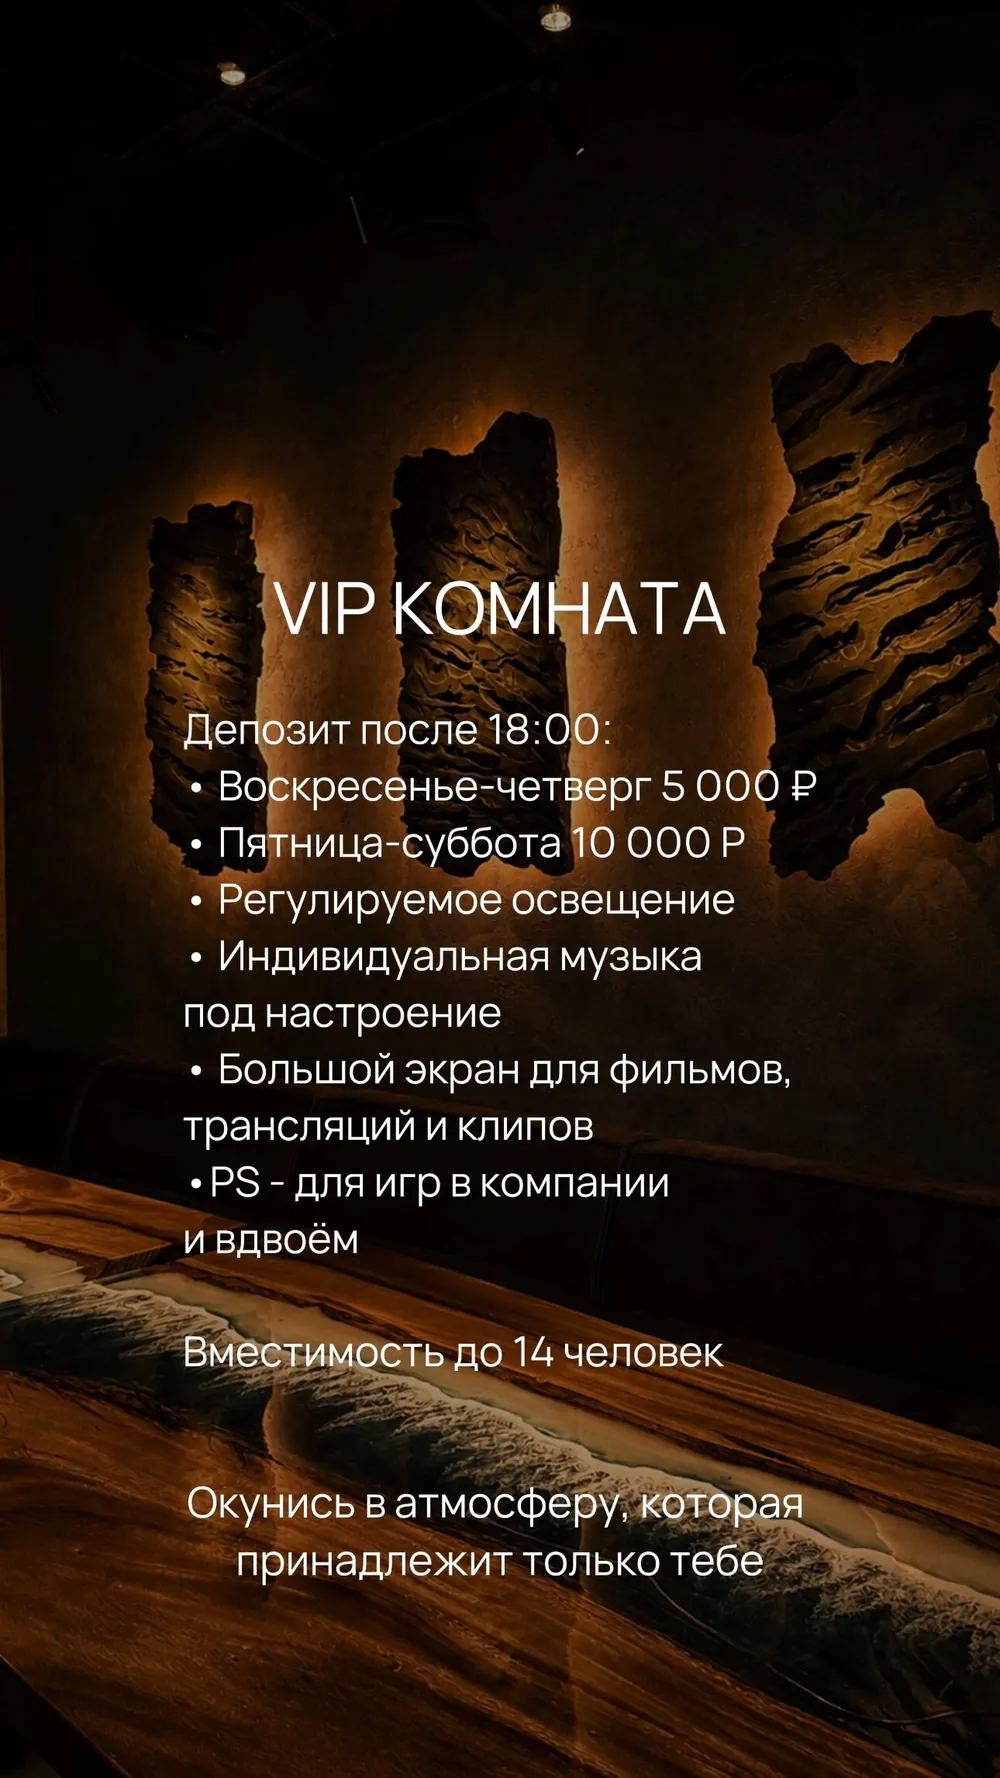 VIP КОМНАТА
Депозит после 18:00:
• Воскресенье-четверг 5 000 ₽
• Пятница-суббота 10 000 Р
• Регулируемое освещение
• Индивидуальная музыка
под настроение
• Большой экран для фильмов,
трансляций и клипов
•PS - для игр в компании
и вдвоём
Вместимость до 14 человек
Окунись в атмосферу, которая
принадлежит только тебе